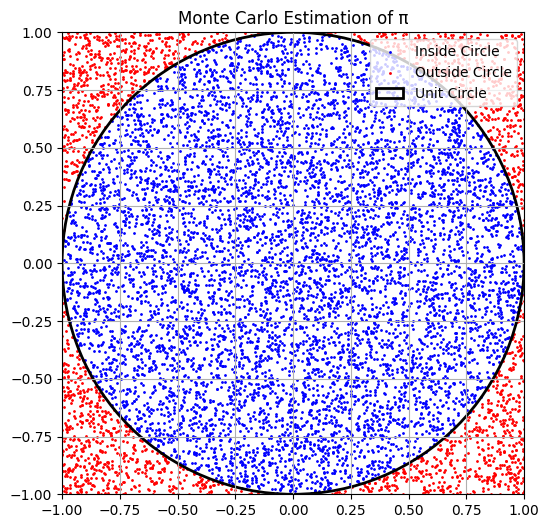 Monte Carlo Estimation of π
Inside Circle
Outside Circle
Unit Circle
1.00
0.75
0.50
0.25
0.00
−0.25
−0.50
−0.75
−1.00
−1.00 −0.75 −0.50 −0.25 0.00 0.25 0.50 0.75 1.00